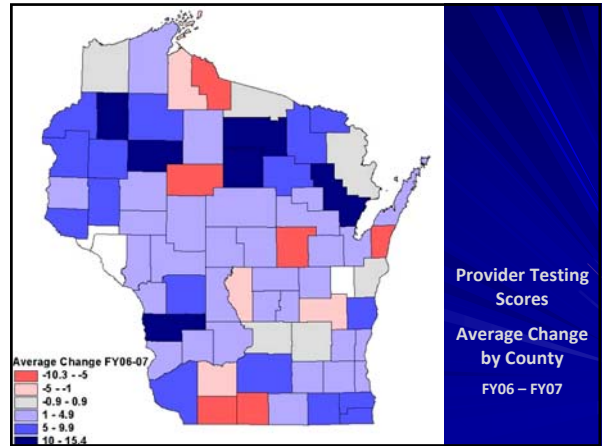 Average Change FY06-07
-10.3 - -5
-5 - -1
-0.9 - 0.9
1 - 4.9
5 - 9.9
10 - 15.4
Provider Testing
Scores
Average Change
by County
FY06 – FY07